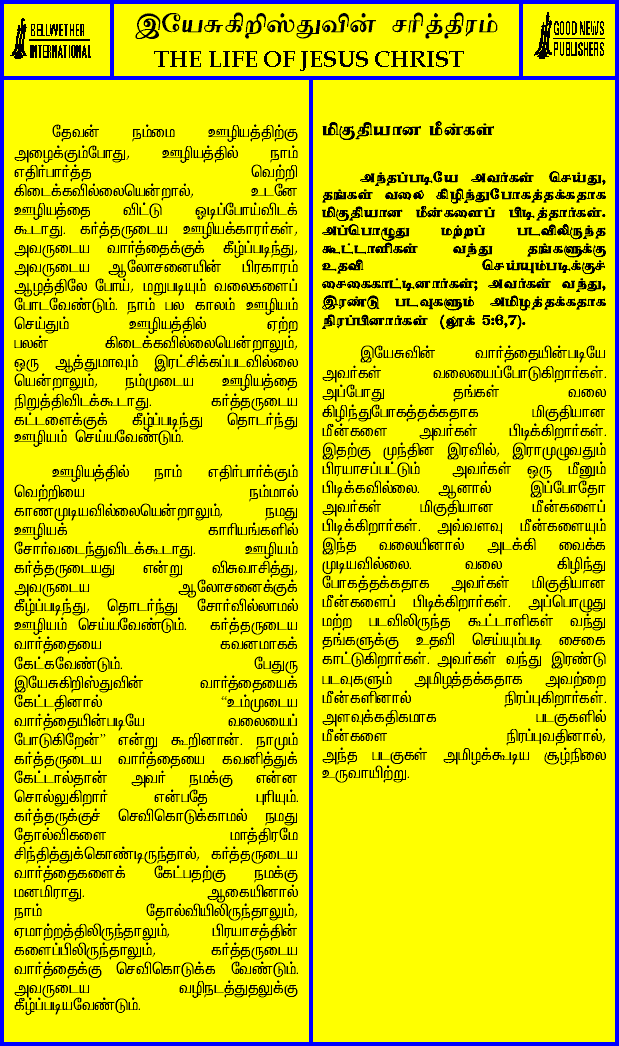 BELLWETHER
INTERNATIONAL
இயேசுகிறிஸ்துவின் சரித்திரம்
THE LIFE OF JESUS CHRIST
GOOD NEWS
PUBLISHERS
தேவன் நம்மை ஊழியத்திற்கு
அழைக்கும்போது, ஊழியத்தில் நாம்
எதிர்பார்த்த வெற்றி
கிடைக்கவில்லையென்றால், உடனே
ஊழியத்தை விட்டு ஓடிப்போய்விடக்
கூடாது. கர்த்தருடைய ஊழியக்காரர்கள்,
அவருடைய வார்த்தைக்குக் கீழ்ப்படிந்து,
அவருடைய ஆலோசனையின் பிரகாரம்
ஆழத்திலே போய், மறுபடியும் வலைகளைப்
போடவேண்டும். நாம் பல காலம் ஊழியம்
செய்தும் ஊழியத்தில் ஏற்ற
பலன் கிடைக்கவில்லையென்றாலும்,
ஒரு ஆத்துமாவும் இரட்சிக்கப்படவில்லை
யென்றாலும், நம்முடைய ஊழியத்தை
நிறுத்திவிடக்கூடாது. கர்த்தருடைய
கட்டளைக்குக் கீழ்ப்படிந்து தொடர்ந்து
ஊழியம் செய்யவேண்டும்.
ஊழியத்தில் நாம் எதிர்பார்க்கும்
வெற்றியை நம்மால்
காணமுடியவில்லையென்றாலும், நமது
ஊழியக் காரியங்களில்
சோர்வடைந்துவிடக்கூடாது. ஊழியம்
கர்த்தருடையது என்று விசுவாசித்து,
அவருடைய ஆலோசனைக்குக்
கீழ்ப்படிந்து, தொடர்ந்து சோர்வில்லாமல்
ஊழியம் செய்யவேண்டும். கர்த்தருடைய
வார்த்தையை கவனமாகக்
கேட்கவேண்டும். பேதுரு
இயேசுகிறிஸ்துவின் வார்த்தையைக்
கேட்டதினால் “உம்முடைய
வார்த்தையின்படியே வலையைப்
போடுகிறேன்” என்று கூறினான். நாமும்
கர்த்தருடைய வார்த்தையை கவனித்துக்
கேட்டால்தான் அவர் நமக்கு என்ன
சொல்லுகிறார் என்பதே புரியும்.
கர்த்தருக்குச் செவிகொடுக்காமல் நமது
தோல்விகளை மாத்திரமே
சிந்தித்துக்கொண்டிருந்தால், கர்த்தருடைய
வார்த்தைகளைக் கேட்பதற்கு நமக்கு
மனமிராது. ஆகையினால்
நாம் தோல்வியிலிருந்தாலும்,
ஏமாற்றத்திலிருந்தாலும், பிரயாசத்தின்
களைப்பிலிருந்தாலும், கர்த்தருடைய
வார்த்தைக்கு செவிகொடுக்க வேண்டும்.
அவருடைய வழிநடத்துதலுக்கு
கீழ்ப்படியவேண்டும்.
மிகுதியான மீன்கள்
அந்தப்படியே அவர்கள் செய்து,
தங்கள் வலை கிழிந்துபோகத்தக்கதாக
மிகுதியான மீன்களைப் பிடித்தார்கள்.
அப்பொழுது மற்றப் படவிலிருந்த
கூட்டாளிகள் வந்து தங்களுக்கு
உதவி செய்யும்படிக்குச்
சைகைகாட்டினார்கள்; அவர்கள் வந்து,
இரண்டு படவுகளும் அமிழத்தக்கதாக
நிரப்பினார்கள் (லூக் 5:6,7).
இயேசுவின் வார்த்தையின்படியே
அவர்கள் வலையைப்போடுகிறார்கள்.
அப்போது தங்கள் வலை
கிழிந்துபோகத்தக்கதாக மிகுதியான
மீன்களை அவர்கள் பிடிக்கிறார்கள்.
இதற்கு முந்தின இரவில், இராமுழுவதும்
பிரயாசப்பட்டும் அவர்கள் ஒரு மீனும்
பிடிக்கவில்லை. ஆனால் இப்போதோ
அவர்கள் மிகுதியான மீன்களைப்
பிடிக்கிறார்கள். அவ்வளவு மீன்களையும்
இந்த வலையினால் அடக்கி வைக்க
முடியவில்லை. வலை கிழிந்து
போகத்தக்கதாக அவர்கள் மிகுதியான
மீன்களைப் பிடிக்கிறார்கள். அப்பொழுது
மற்ற படவிலிருந்த கூட்டாளிகள் வந்து
தங்களுக்கு உதவி செய்யும்படி சைகை
காட்டுகிறார்கள். அவர்கள் வந்து இரண்டு
படவுகளும் அமிழத்தக்கதாக அவற்றை
மீன்களினால் நிரப்புகிறார்கள்.
அளவுக்கதிகமாக படகுகளில்
மீன்களை நிரப்புவதினால்,
அந்த படகுகள் அமிழக்கூடிய சூழ்நிலை
உருவாயிற்று.